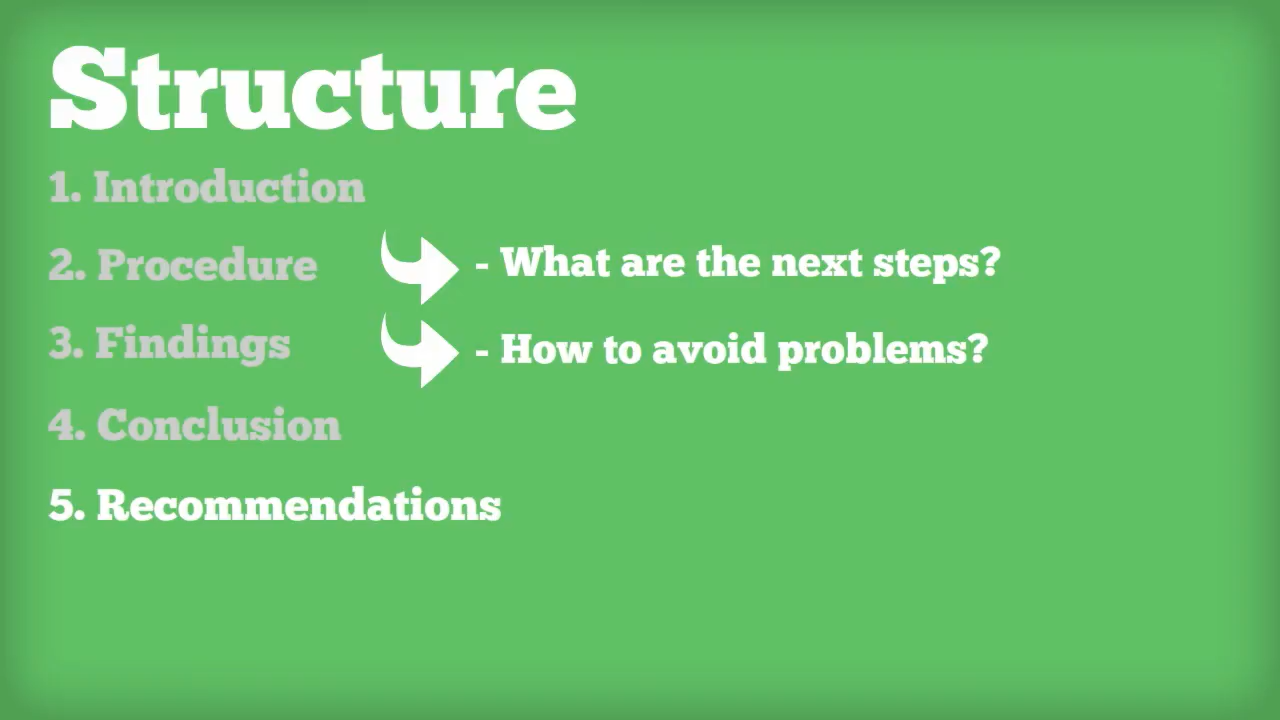 Structure
1. Introduction
2. Procedure
- What are the next steps?
3. Findings
- How to avoid problems?
4. Conclusion
5. Recommendations